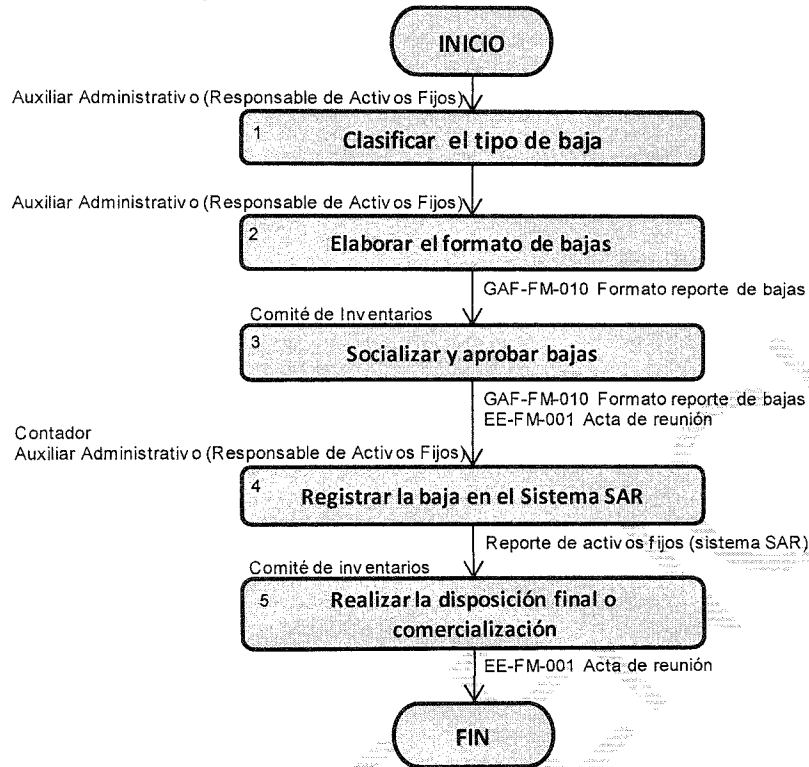 INICIO
Auxiliar Administrativo (Responsable de Activos Fijos)
1
Clasificar el tipo de baja
Auxiliar Administrativo (Responsable de Activos Fijos)
2
Elaborar el formato de bajas
GAF-FM-010 Formato reporte de bajas
Comité de Inventarios
3
Socializar y aprobar bajas
GAF-FM-010 Formato reporte de bajas
EE-FM-001 Acta de reunión
Contador
Auxiliar Administrativo (Responsable de Activos Fijos)
4
Registrar la baja en el Sistema SAR
Reporte de activos fijos (sistema SAR)
Comité de inventarios
5
Realizar la disposición final o
comercialización
EE-FM-001 Acta de reunión
FIN